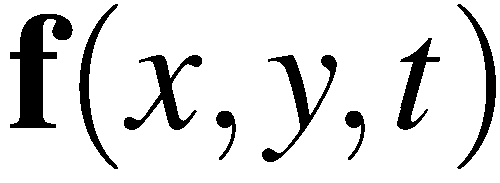 f(x, y, t)